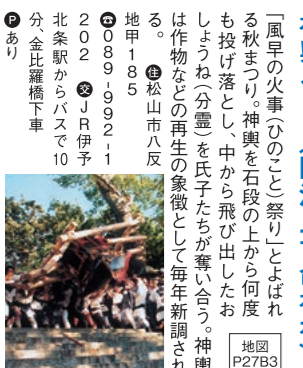 「風早の火事(ひのこと)祭り」とよばれ
る秋まつり。神輿を石段の上から何度
も投げ落とし、中から飛び出したお
しょうね(分霊)を氏子たちが奪い合う。神輿
は作物などの再生の象徴として毎年新調され
る。 住松山市八反
地甲185
☎089-992-1
202 交JR伊予
北条駅からバスで10
分、金比羅橋下車
Pあり
地図
P27B3